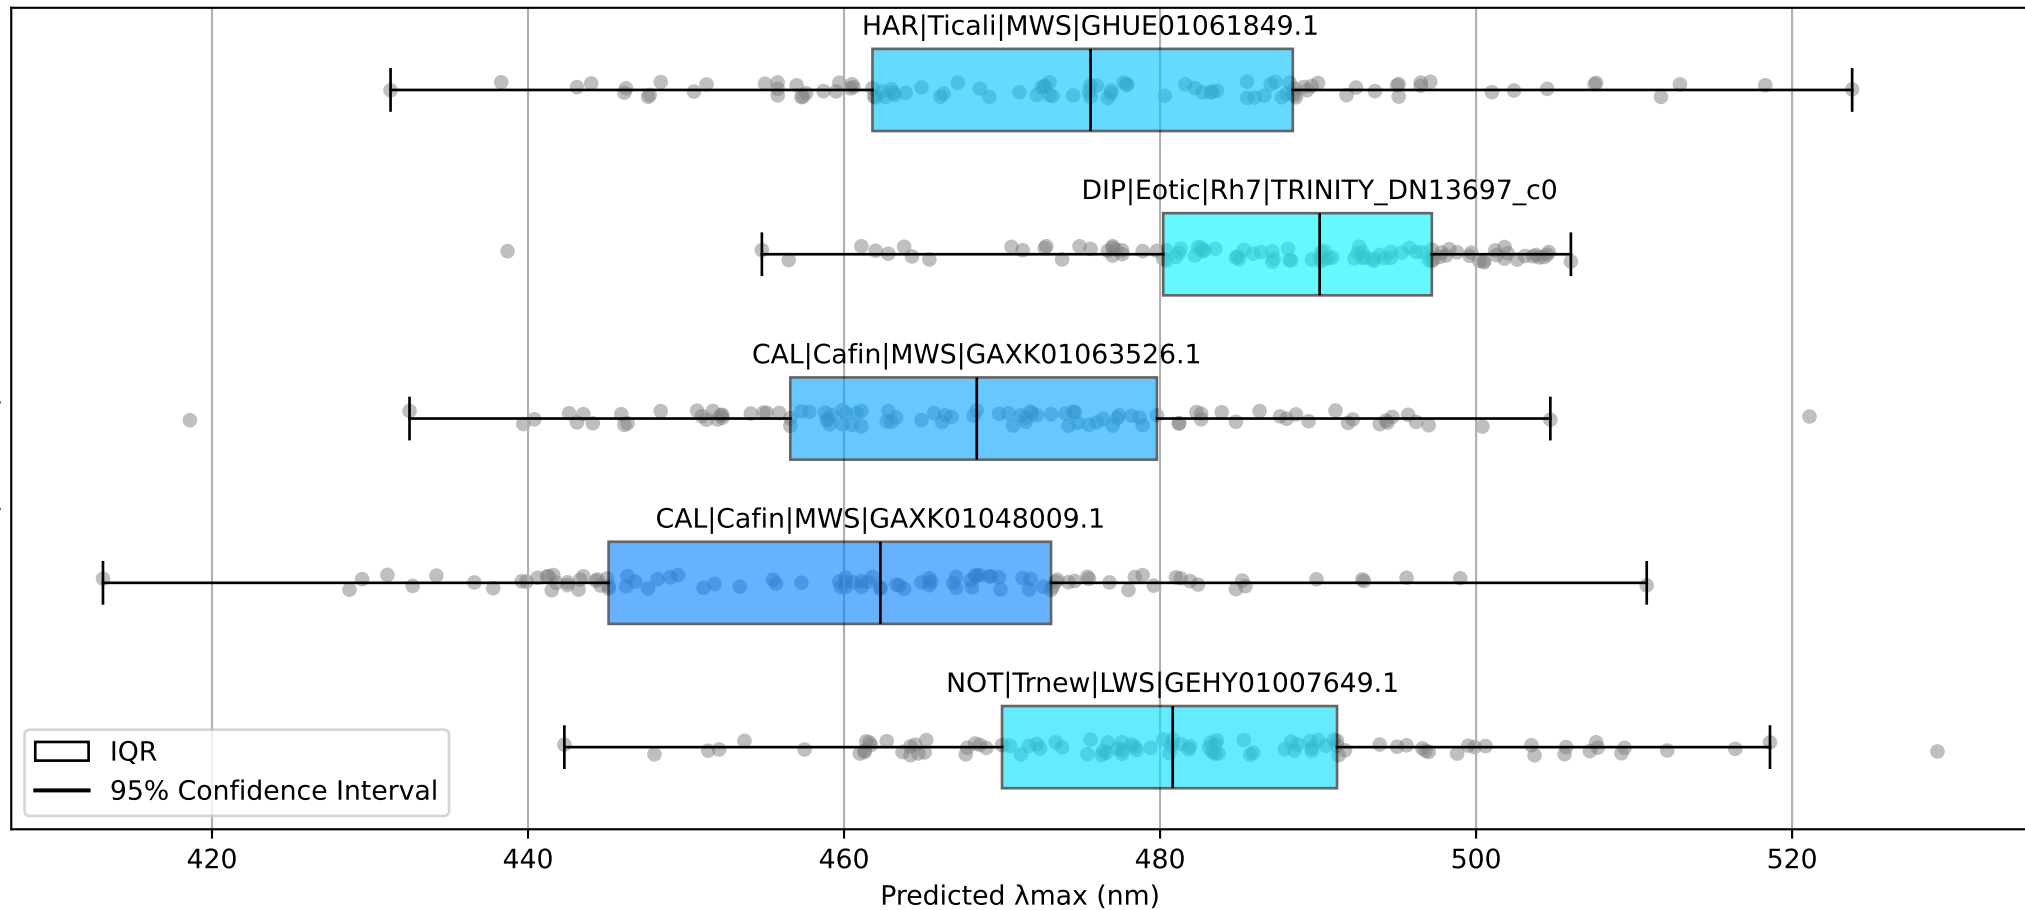 HAR|Ticali|MWS|GHUE01061849.1
DIP|Eotic|Rh7|TRINITY_DN13697_c0
CAL|Cafin|MWS|GAXK01063526.1
CAL|Cafin|MWS|GAXK01048009.1
NOT|Trnew|LWS|GEHY01007649.1
IQR
95% Confidence Interval
420 440 460 480 500 520
Predicted λmax (nm)